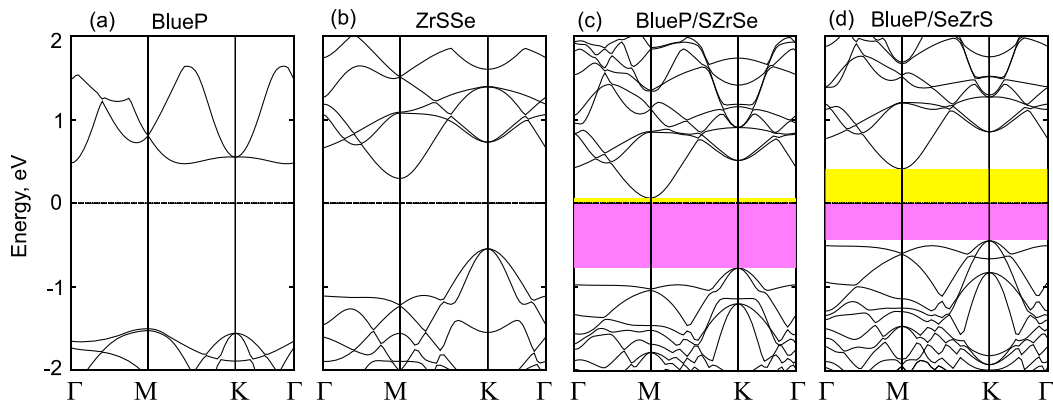 (a) BlueP (b) ZrSSe (c) BlueP/SZrSe (d) BlueP/SeZrS
2
1
0
-1
-2
Energy, eV
Γ M K Γ Γ M K Γ Γ M K Γ Γ M K Γ